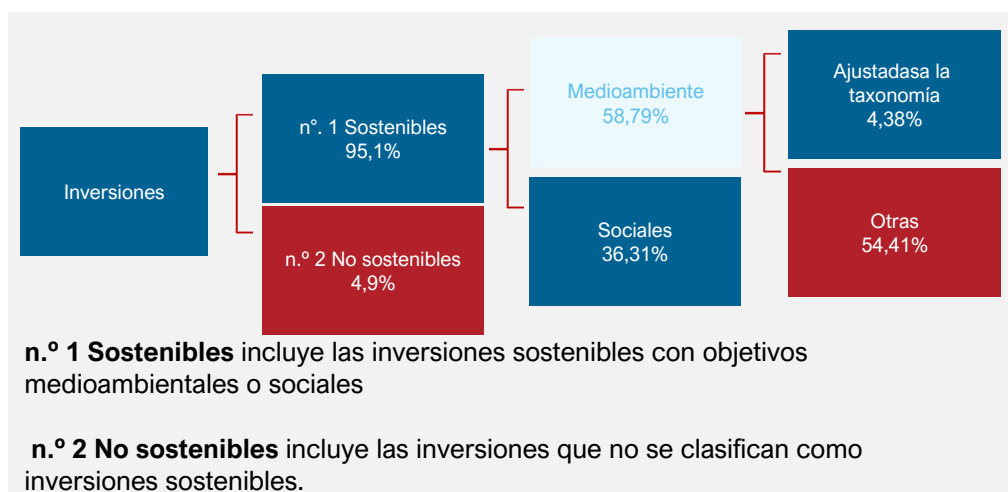 Inversiones
n°. 1 Sostenibles
95,1%
n.º 2 No sostenibles
4,9%
Medioambiente
58,79%
Sociales
36,31%
Ajustadasa la
taxonomía
4,38%
Otras
54,41%
n.º 1 Sostenibles incluye las inversiones sostenibles con objetivos
medioambientales o sociales
n.º 2 No sostenibles incluye las inversiones que no se clasifican como
inversiones sostenibles.